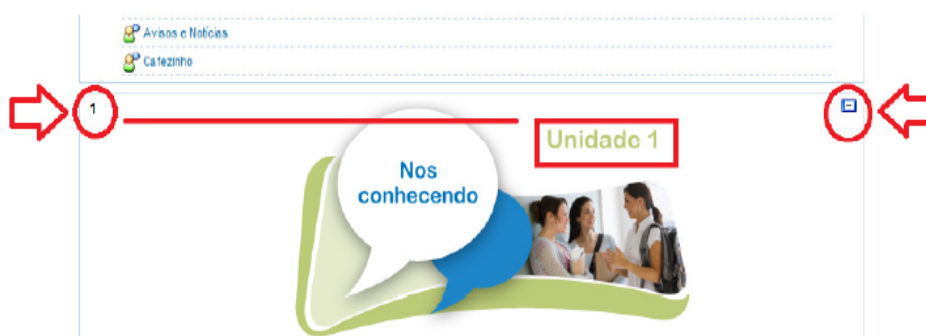 Avisos e Notícias
Cafezinho
1
Unidade 1
Nos
conhecendo